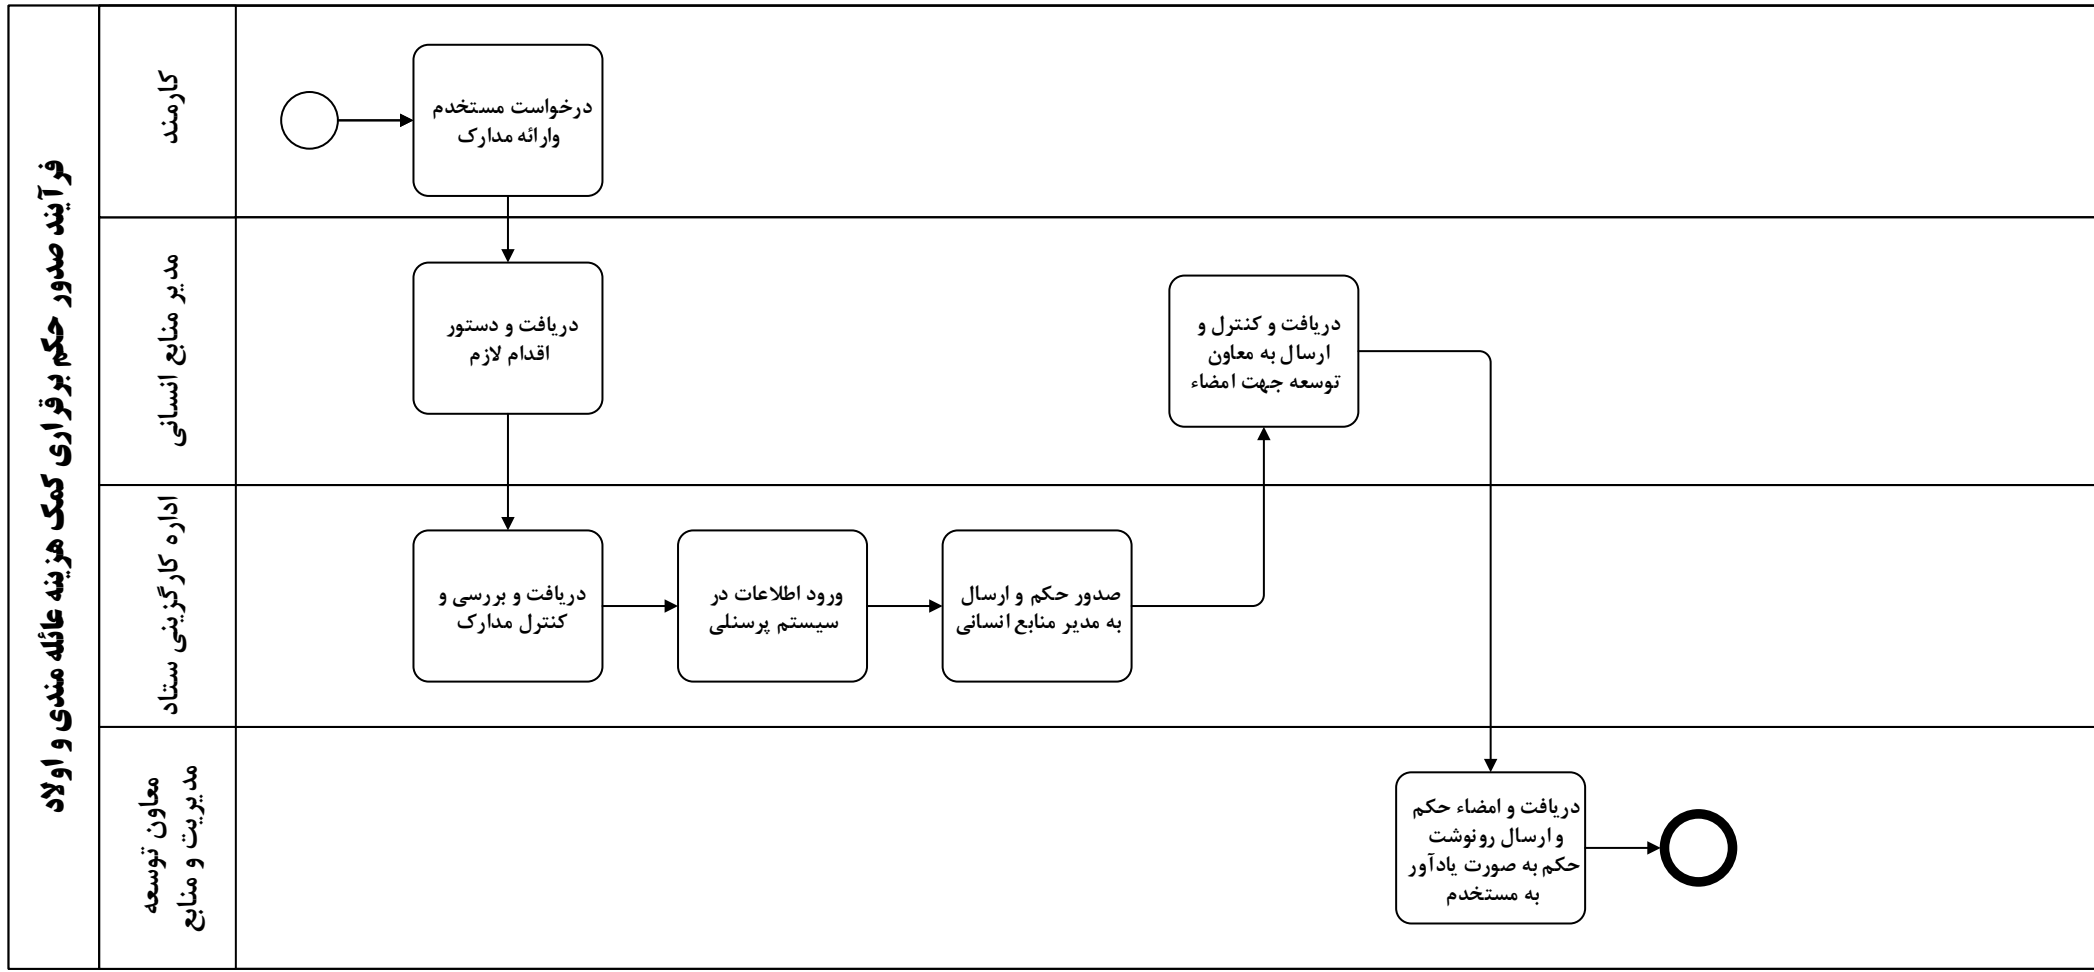 فرآیند صدور حکم برقراری کمک هزینه عائله مندی و اولاد
کارمند
درخواست مستخدم
وارائه مدارک
مدیر منابع انسانی
دریافت و دستور
اقدام لازم
دریافت و کنترل و
ارسال به معاون
توسعه جهت امضاء
اداره کارگزینی ستاد
دریافت و بررسی و
کنترل مدارک
ورود اطلاعات در
سیستم پرسنلی
صدور حکم و ارسال
به مدیر منابع انسانی
معاون توسعه
مدیریت و منابع
دریافت و امضاء حکم
و ارسال رونوشت
حکم به صورت یادآور
به مستخدم